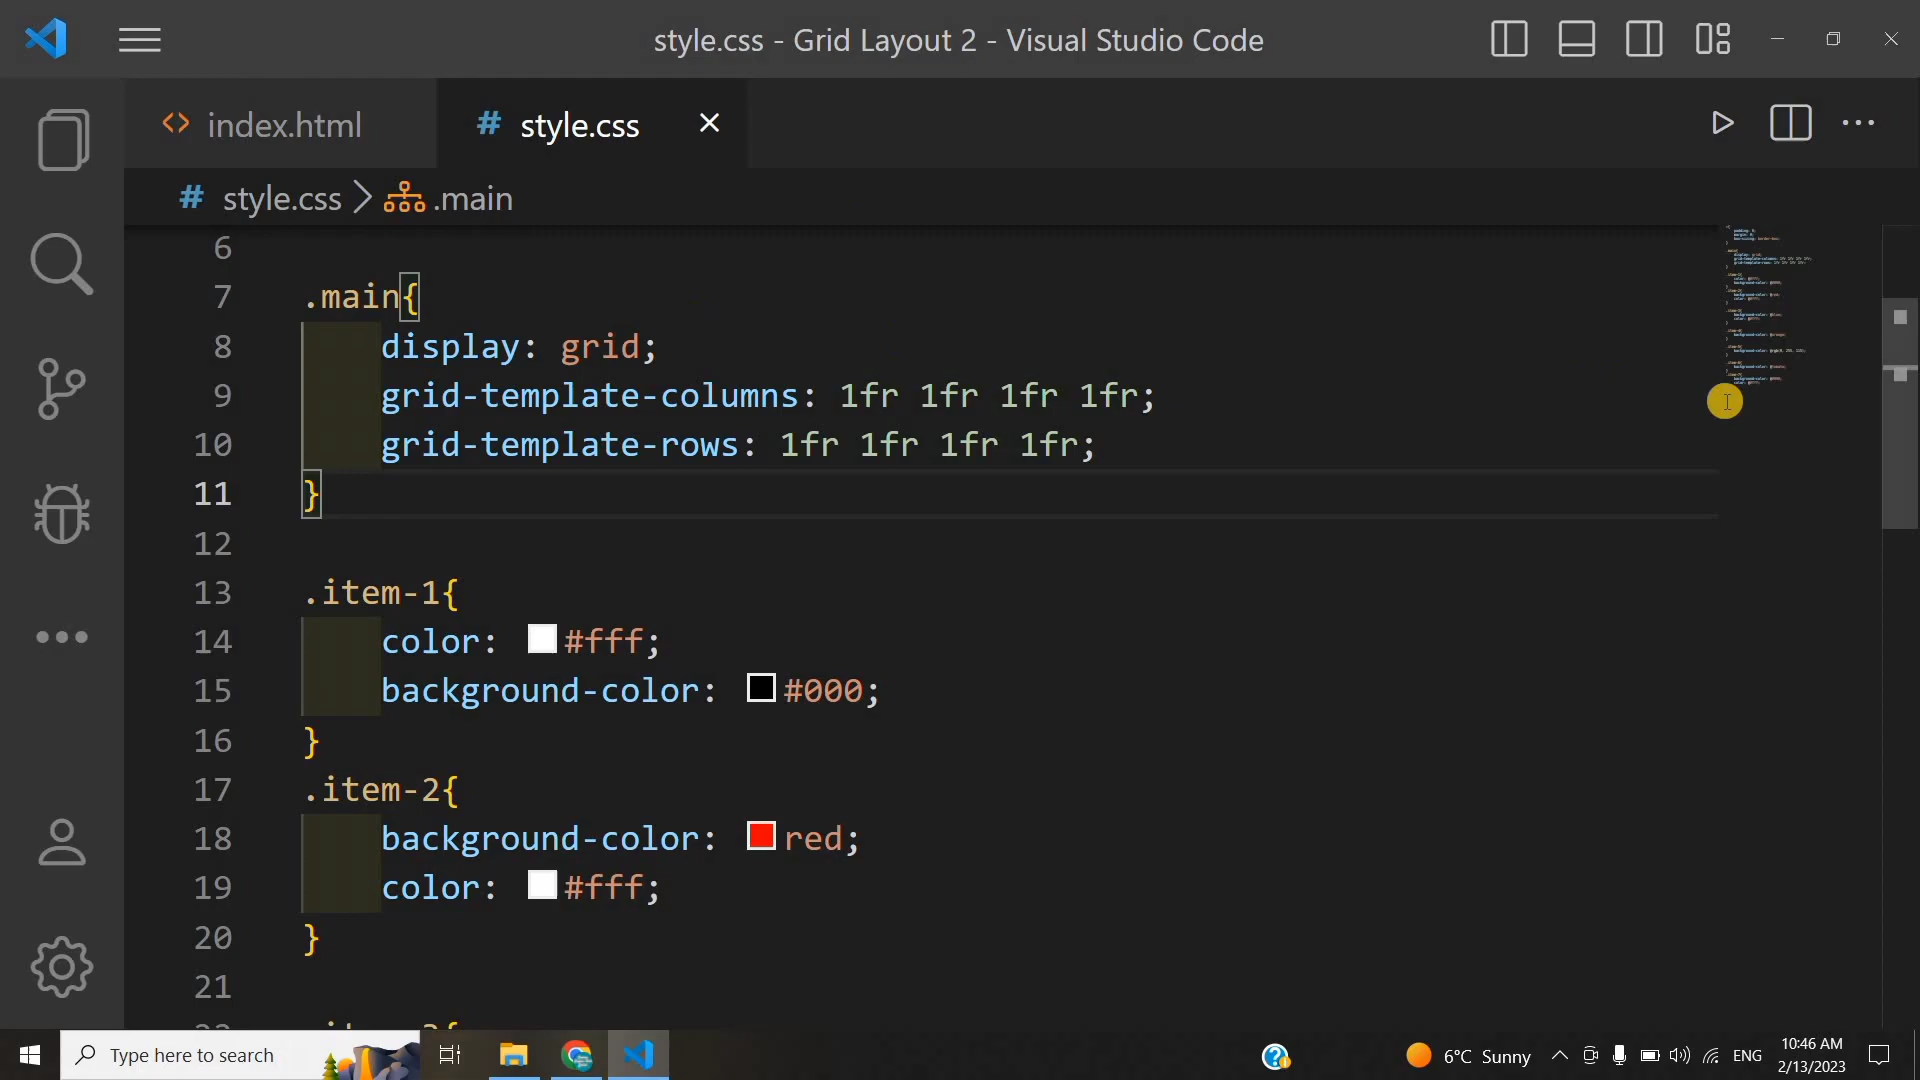 style.css - Grid Layout 2 - Visual Studio Code
index.html
# style.css
# style.css > .main
6
7 .main{
8 display: grid;
9 grid-template-columns: 1fr 1fr 1fr 1fr;
10 grid-template-rows: 1fr 1fr 1fr 1fr;
11 }
12
13 .item-1{
14 color: #fff;
15 background-color: #000;
16 }
17 .item-2{
18 background-color: red;
19 color: #fff;
20 }
21
Type here to search
6°C Sunny
ENG
10:46 AM
2/13/2023